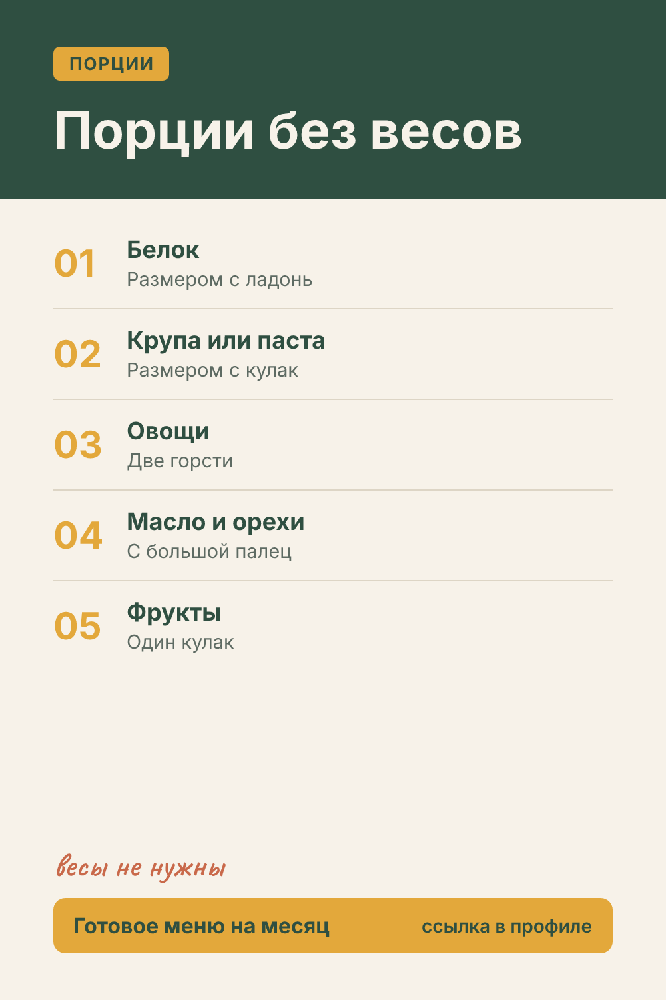 ПОРЦИИ
Порции без весов
01
Белок
Размером с ладонь
02
Крупа или паста
Размером с кулак
03
Овощи
Две горсти
04
Масло и орехи
С большой палец
05
Фрукты
Один кулак
весы не нужны
Готовое меню на месяц
ссылка в профиле